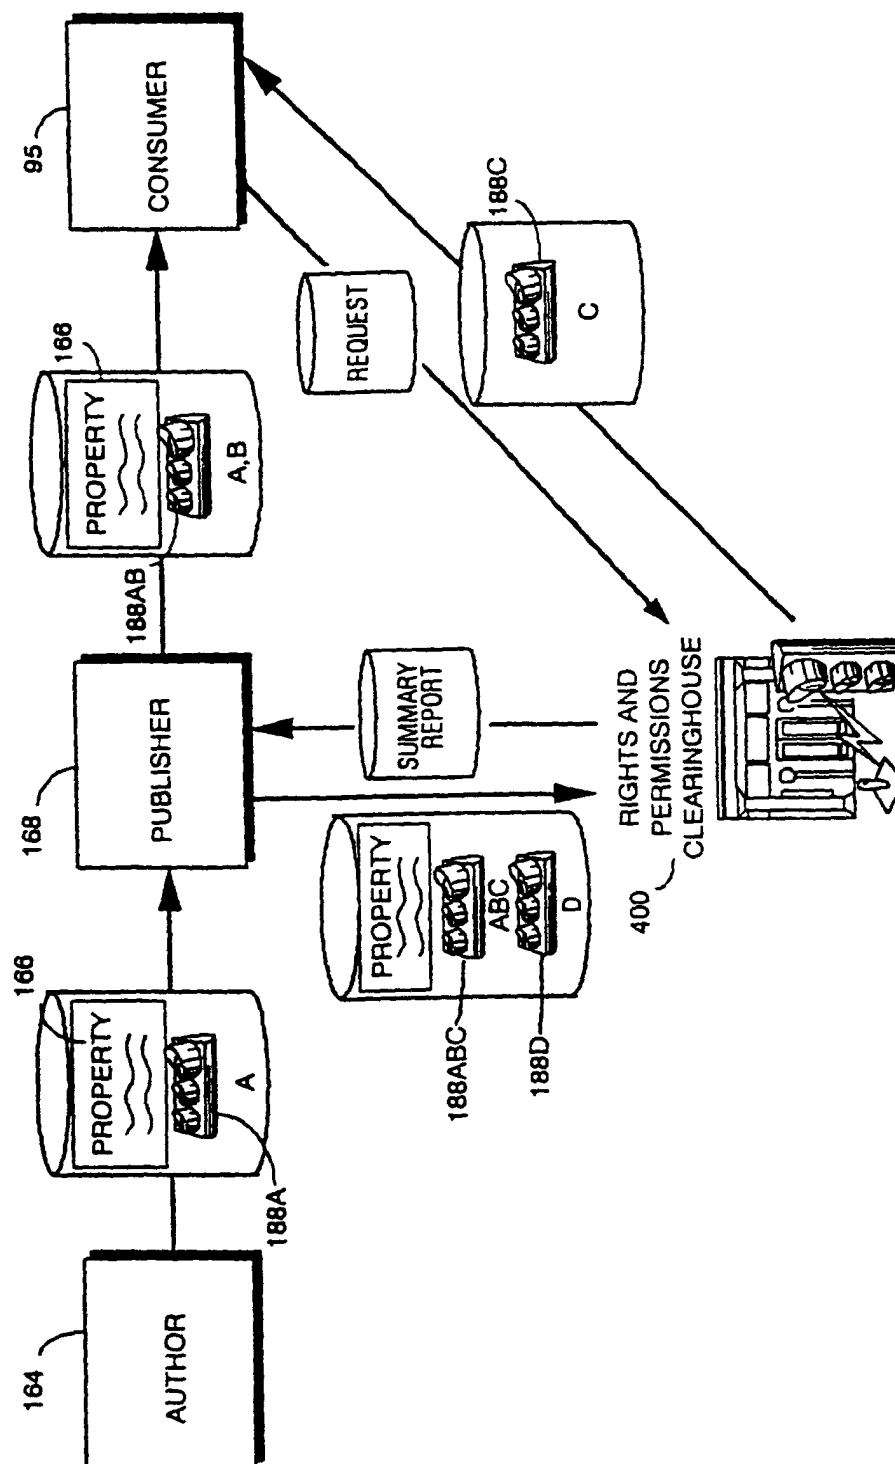 164
AUTHOR
166
PROPERTY
A
188A
168
PUBLISHER
188AB
PROPERTY
166
A,B
95
CONSUMER
PROPERTY
ABC
D
188ABC
188D
SUMMARY
REPORT
REQUEST
188C
C
RIGHTS AND
PERMISSIONS
CLEARINGHOUSE
400